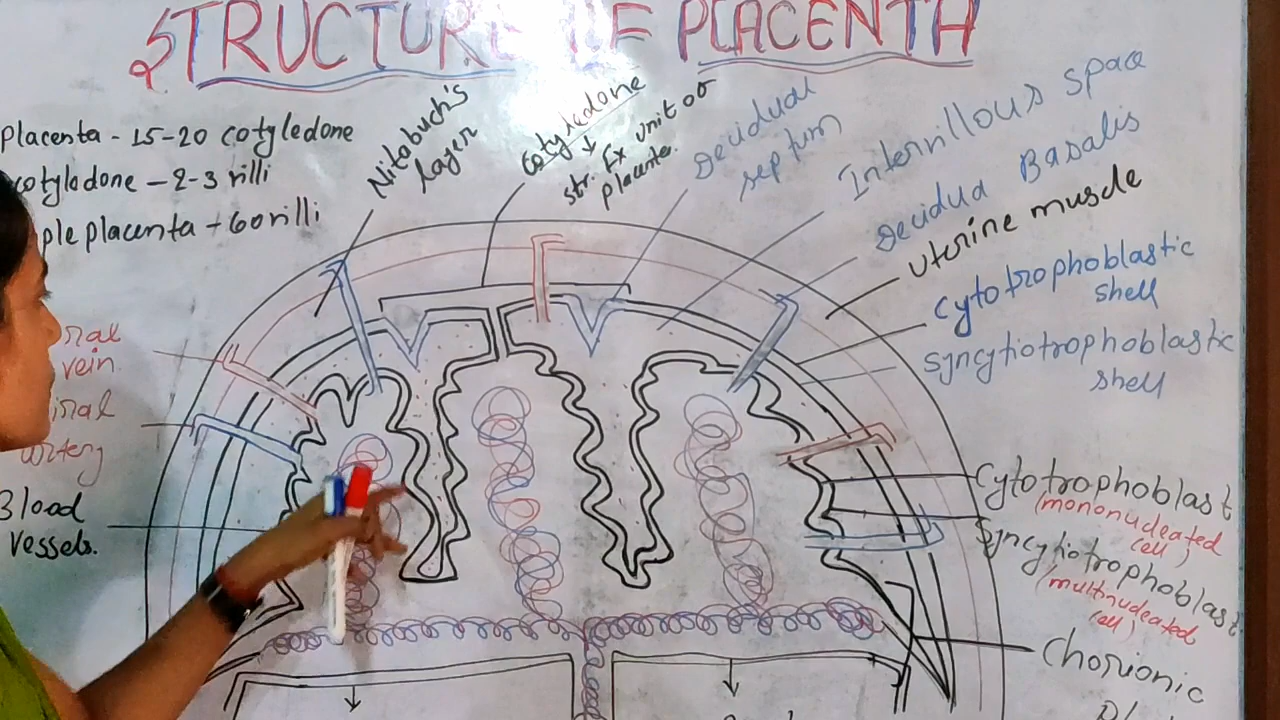 STRUCTURE OF PLACENTA
Placenta - 15-20 cotyledone
cotyledone - 2-3 villi
ple placenta → 60 villi
Nitabuch's
layer
cotyledone
↓
str. Fx unit or
placenta.
Decidual
septum
Intervillous space
Decidua Basalis
Uterine muscle
Cytotrophoblastic
shell
Syncytiotrophoblastic
shell
vein
artery
Blood
vessels.
Cytotrophoblast
(mononucleated
cell)
Syncytiotrophoblast
(multinucleated
cell)
Chorionic